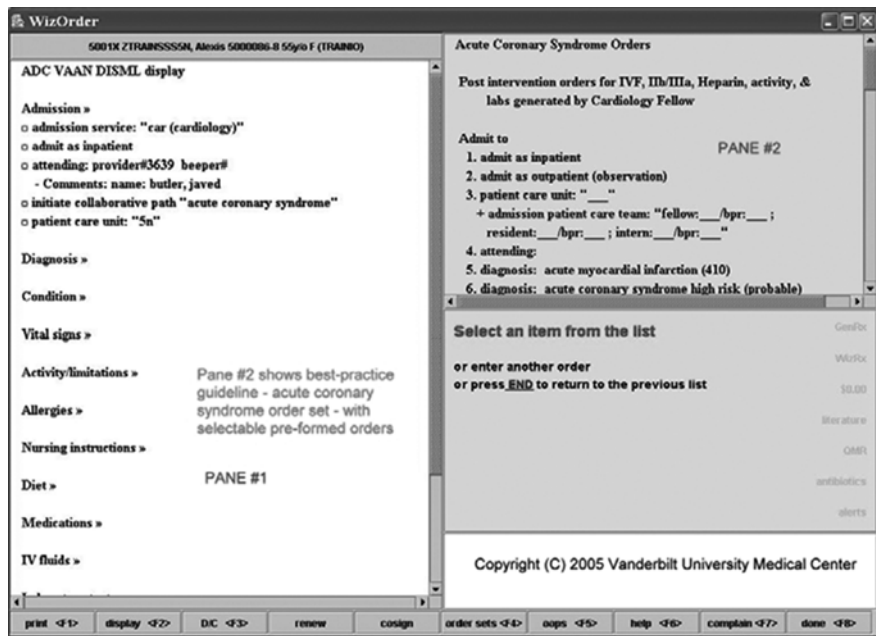 WizOrder
5001X ZTRAINSSS5N, Alexis 5000086-8 55y/o F (TRAINIO)
ADC VAAN DISML display
Admission »
admission service: "car (cardiology)"
admit as inpatient
attending: provider#3639 beeper#
- Comments: name: butler, javed
initiate collaborative path "acute coronary syndrome"
patient care unit: "5n"
Diagnosis »
Condition »
Vital signs »
Activity/limitations »
Allergies »
Nursing instructions »
Diet »
Medications »
IV fluids »
Pane #2 shows best-practice
guideline - acute coronary
syndrome order set - with
selectable pre-formed orders
PANE #1
Acute Coronary Syndrome Orders
Post intervention orders for IVF, IIb/IIIa, Heparin, activity, &
labs generated by Cardiology Fellow
Admit to
1. admit as inpatient
2. admit as outpatient (observation)
3. patient care unit: "___"
+ admission patient care team: "fellow:___/bpr:___ ;
resident:___/bpr:___ ; intern:___/bpr:___"
4. attending:
5. diagnosis: acute myocardial infarction (410)
6. diagnosis: acute coronary syndrome high risk (probable)
PANE #2
Select an item from the list
or enter another order
or press END to return to the previous list
GenRx
WizRx
$0.00
literature
OMR
antibiotics
alerts
Copyright (C) 2005 Vanderbilt University Medical Center
print <F1> display <F2> D/C <F3> renew cosign order sets <F4> oops <F5> help <F6> complain <F7> done <F8>